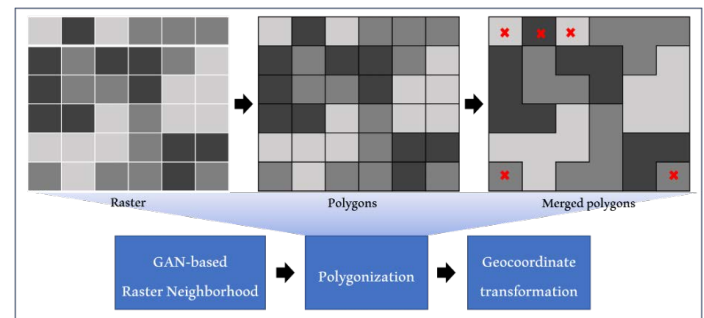 Raster
Polygons
Merged polygons
GAN-based
Raster Neighborhood
Polygonization
Geocoordinate
transformation